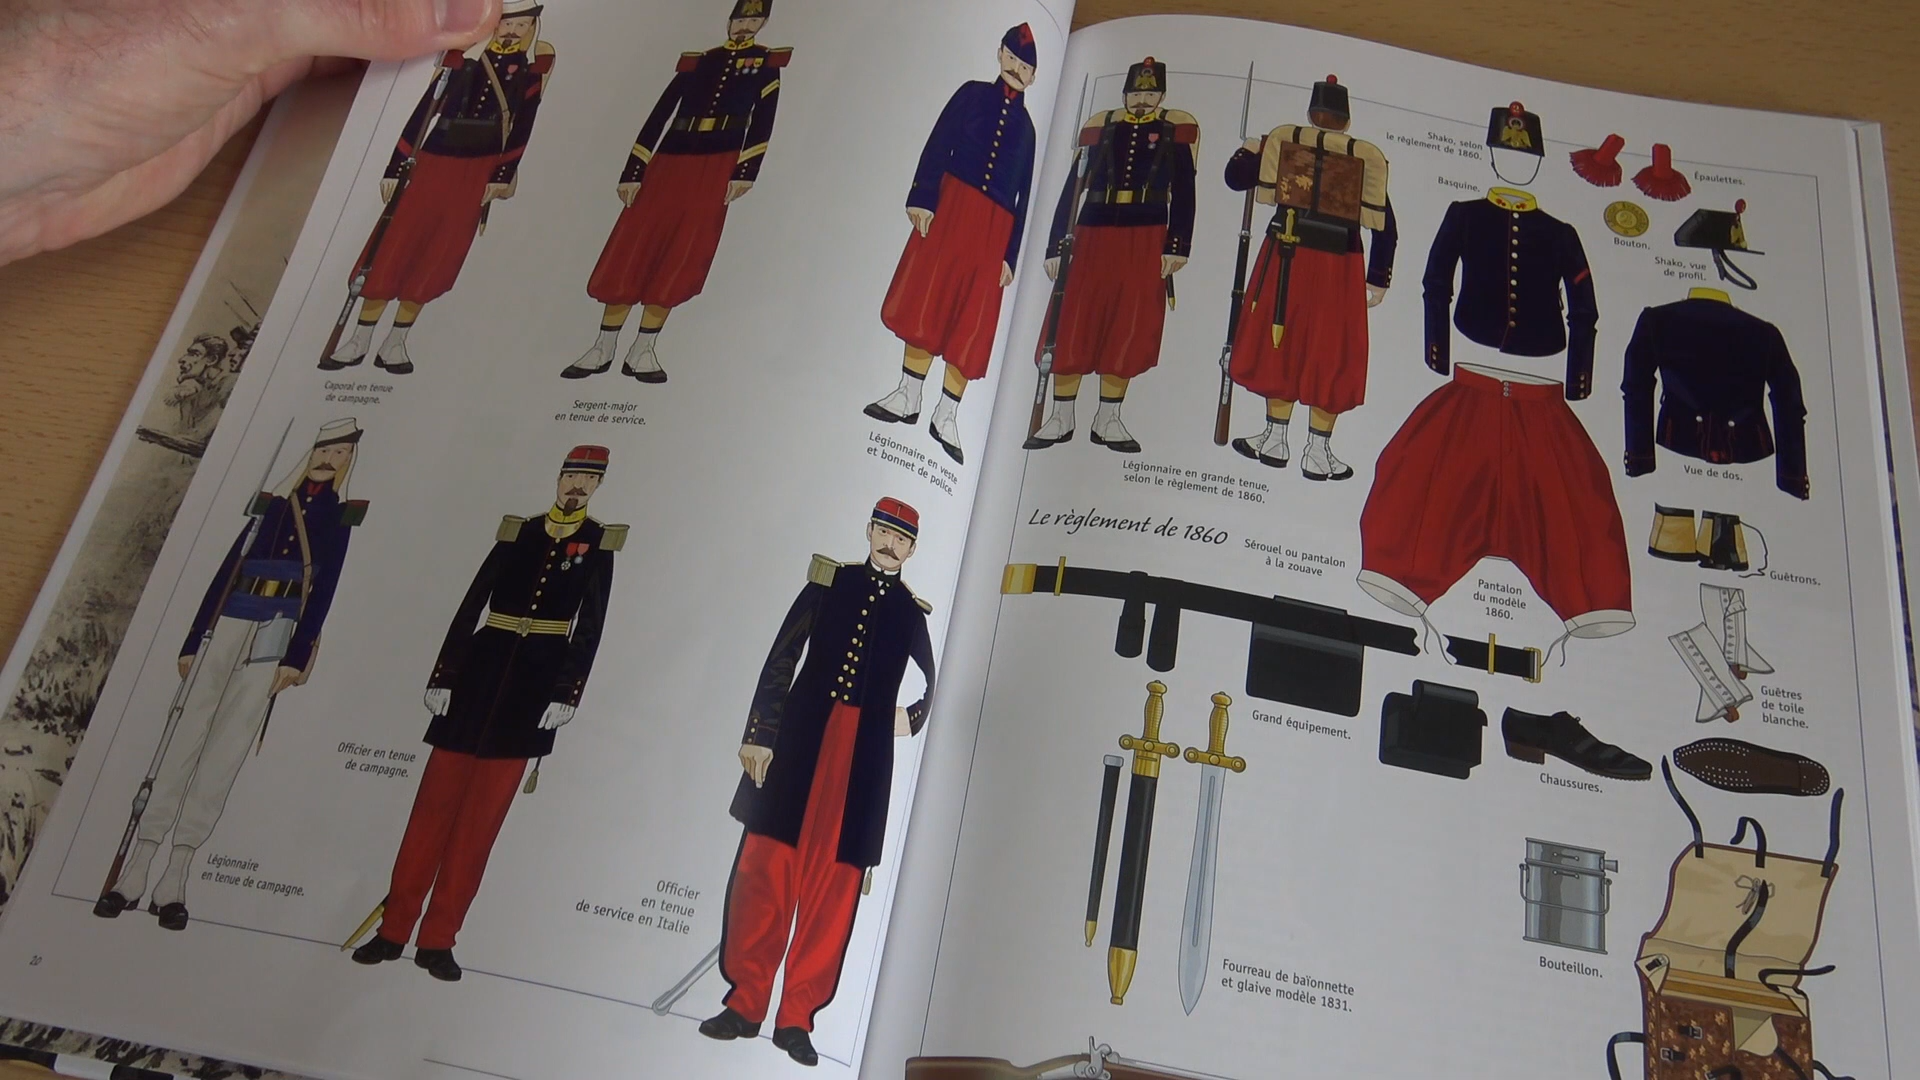 Caporal en tenue
de campagne.
Sergent-major
en tenue de service.
Légionnaire en veste
et bonnet de police.
Légionnaire
en tenue de campagne.
Officier en tenue
de campagne.
Officier
en tenue
de service en Italie
20
Légionnaire en grande tenue,
selon le règlement de 1860.
Le règlement de 1860
Shako, selon
le règlement de 1860.
Épaulettes.
Basquine.
Bouton.
Shako, vue
de profil.
Vue de dos.
Sérouel ou pantalon
à la zouave
Pantalon
du modèle
1860.
Guêtrons.
Guêtres
de toile
blanche.
Grand équipement.
Chaussures.
Fourreau de baïonnette
et glaive modèle 1831.
Bouteillon.